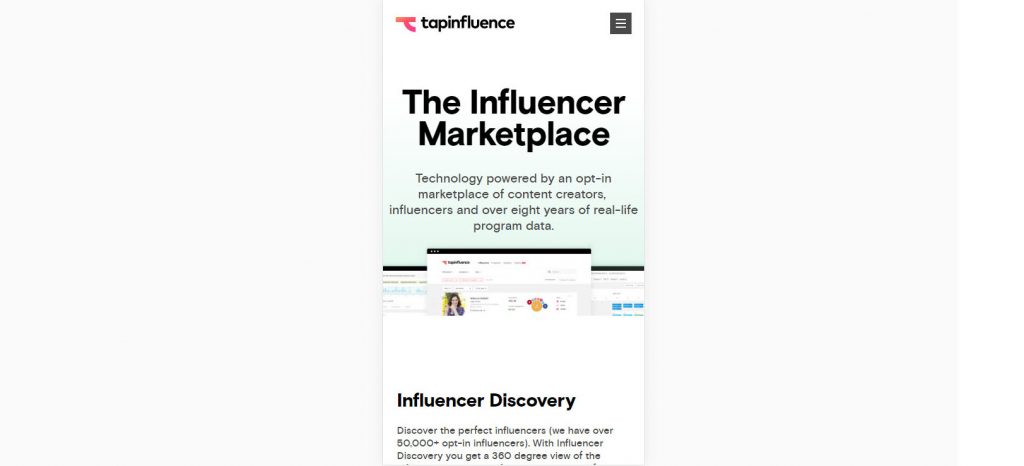 tapinfluence
The Influencer
Marketplace
Technology powered by an opt-in
marketplace of content creators,
influencers and over eight years of real-life
program data.
tapinfluence
Influencer Discovery
Discover the perfect influencers (we have over
50,000+ opt-in influencers). With Influencer
Discovery you get a 360 degree view of the